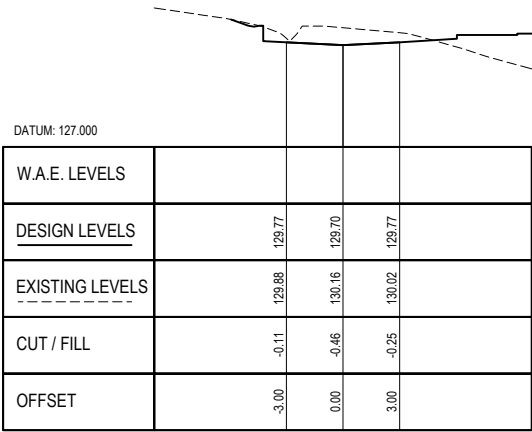 DATUM: 127.000
W.A.E. LEVELS
DESIGN LEVELS 129.77 129.70 129.77
EXISTING LEVELS 129.88 130.16 130.02
CUT / FILL -0.11 -0.46 -0.25
OFFSET -3.00 0.00 3.00